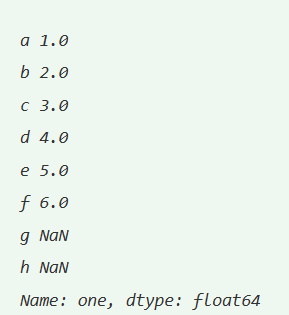 a 1.0
b 2.0
c 3.0
d 4.0
e 5.0
f 6.0
g NaN
h NaN
Name: one, dtype: float64